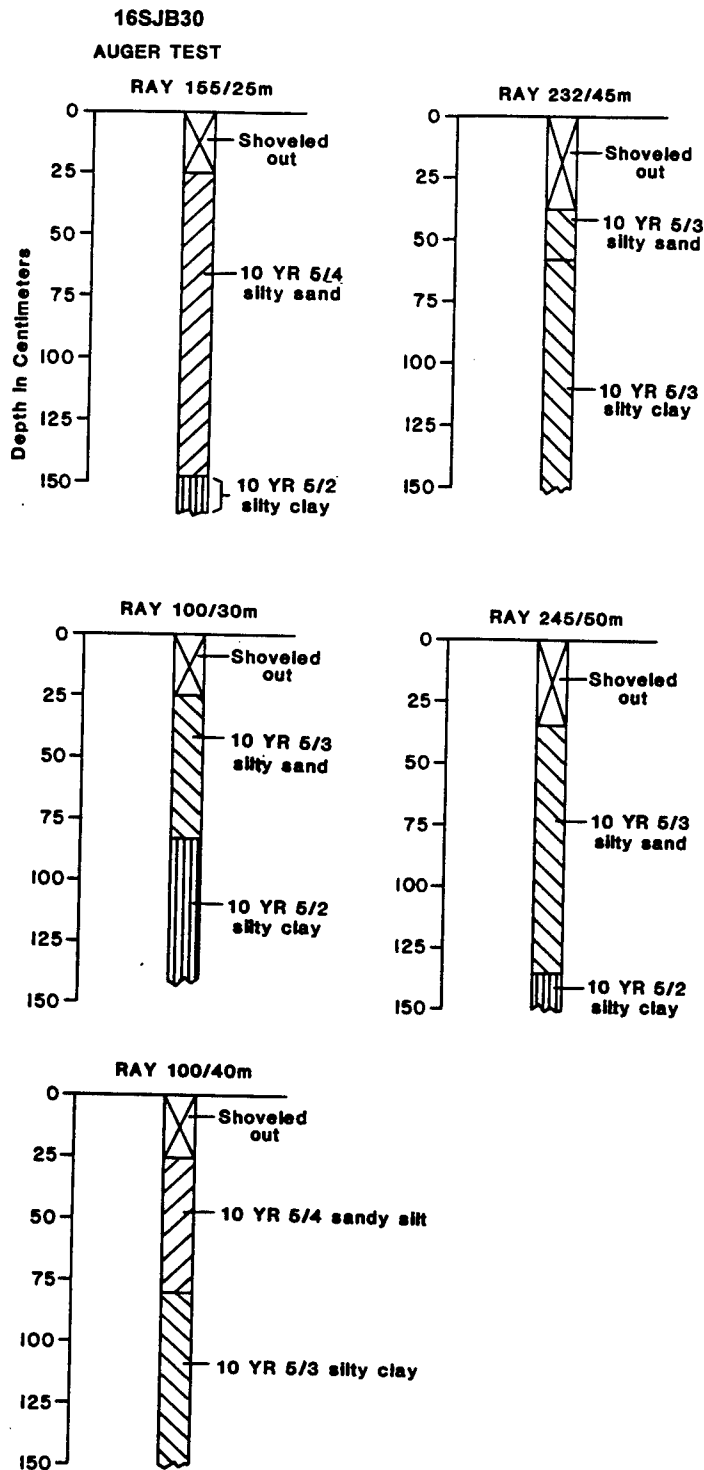 16SJB30
AUGER TEST
RAY 155/25m
0
25
50
75
100
125
150
Depth In Centimeters
Shoveled
out
10 YR 5/4
silty sand
10 YR 5/2
silty clay
RAY 232/45m
0
25
50
75
100
125
150
Shoveled
out
10 YR 5/3
silty sand
10 YR 5/3
silty clay
RAY 100/30m
0
25
50
75
100
125
150
Shoveled
out
10 YR 5/3
silty sand
10 YR 5/2
silty clay
RAY 245/50m
0
25
50
75
100
125
150
Shoveled
out
10 YR 5/3
silty sand
10 YR 5/2
silty clay
RAY 100/40m
0
25
50
75
100
125
150
Shoveled
out
10 YR 5/4 sandy silt
10 YR 5/3 silty clay